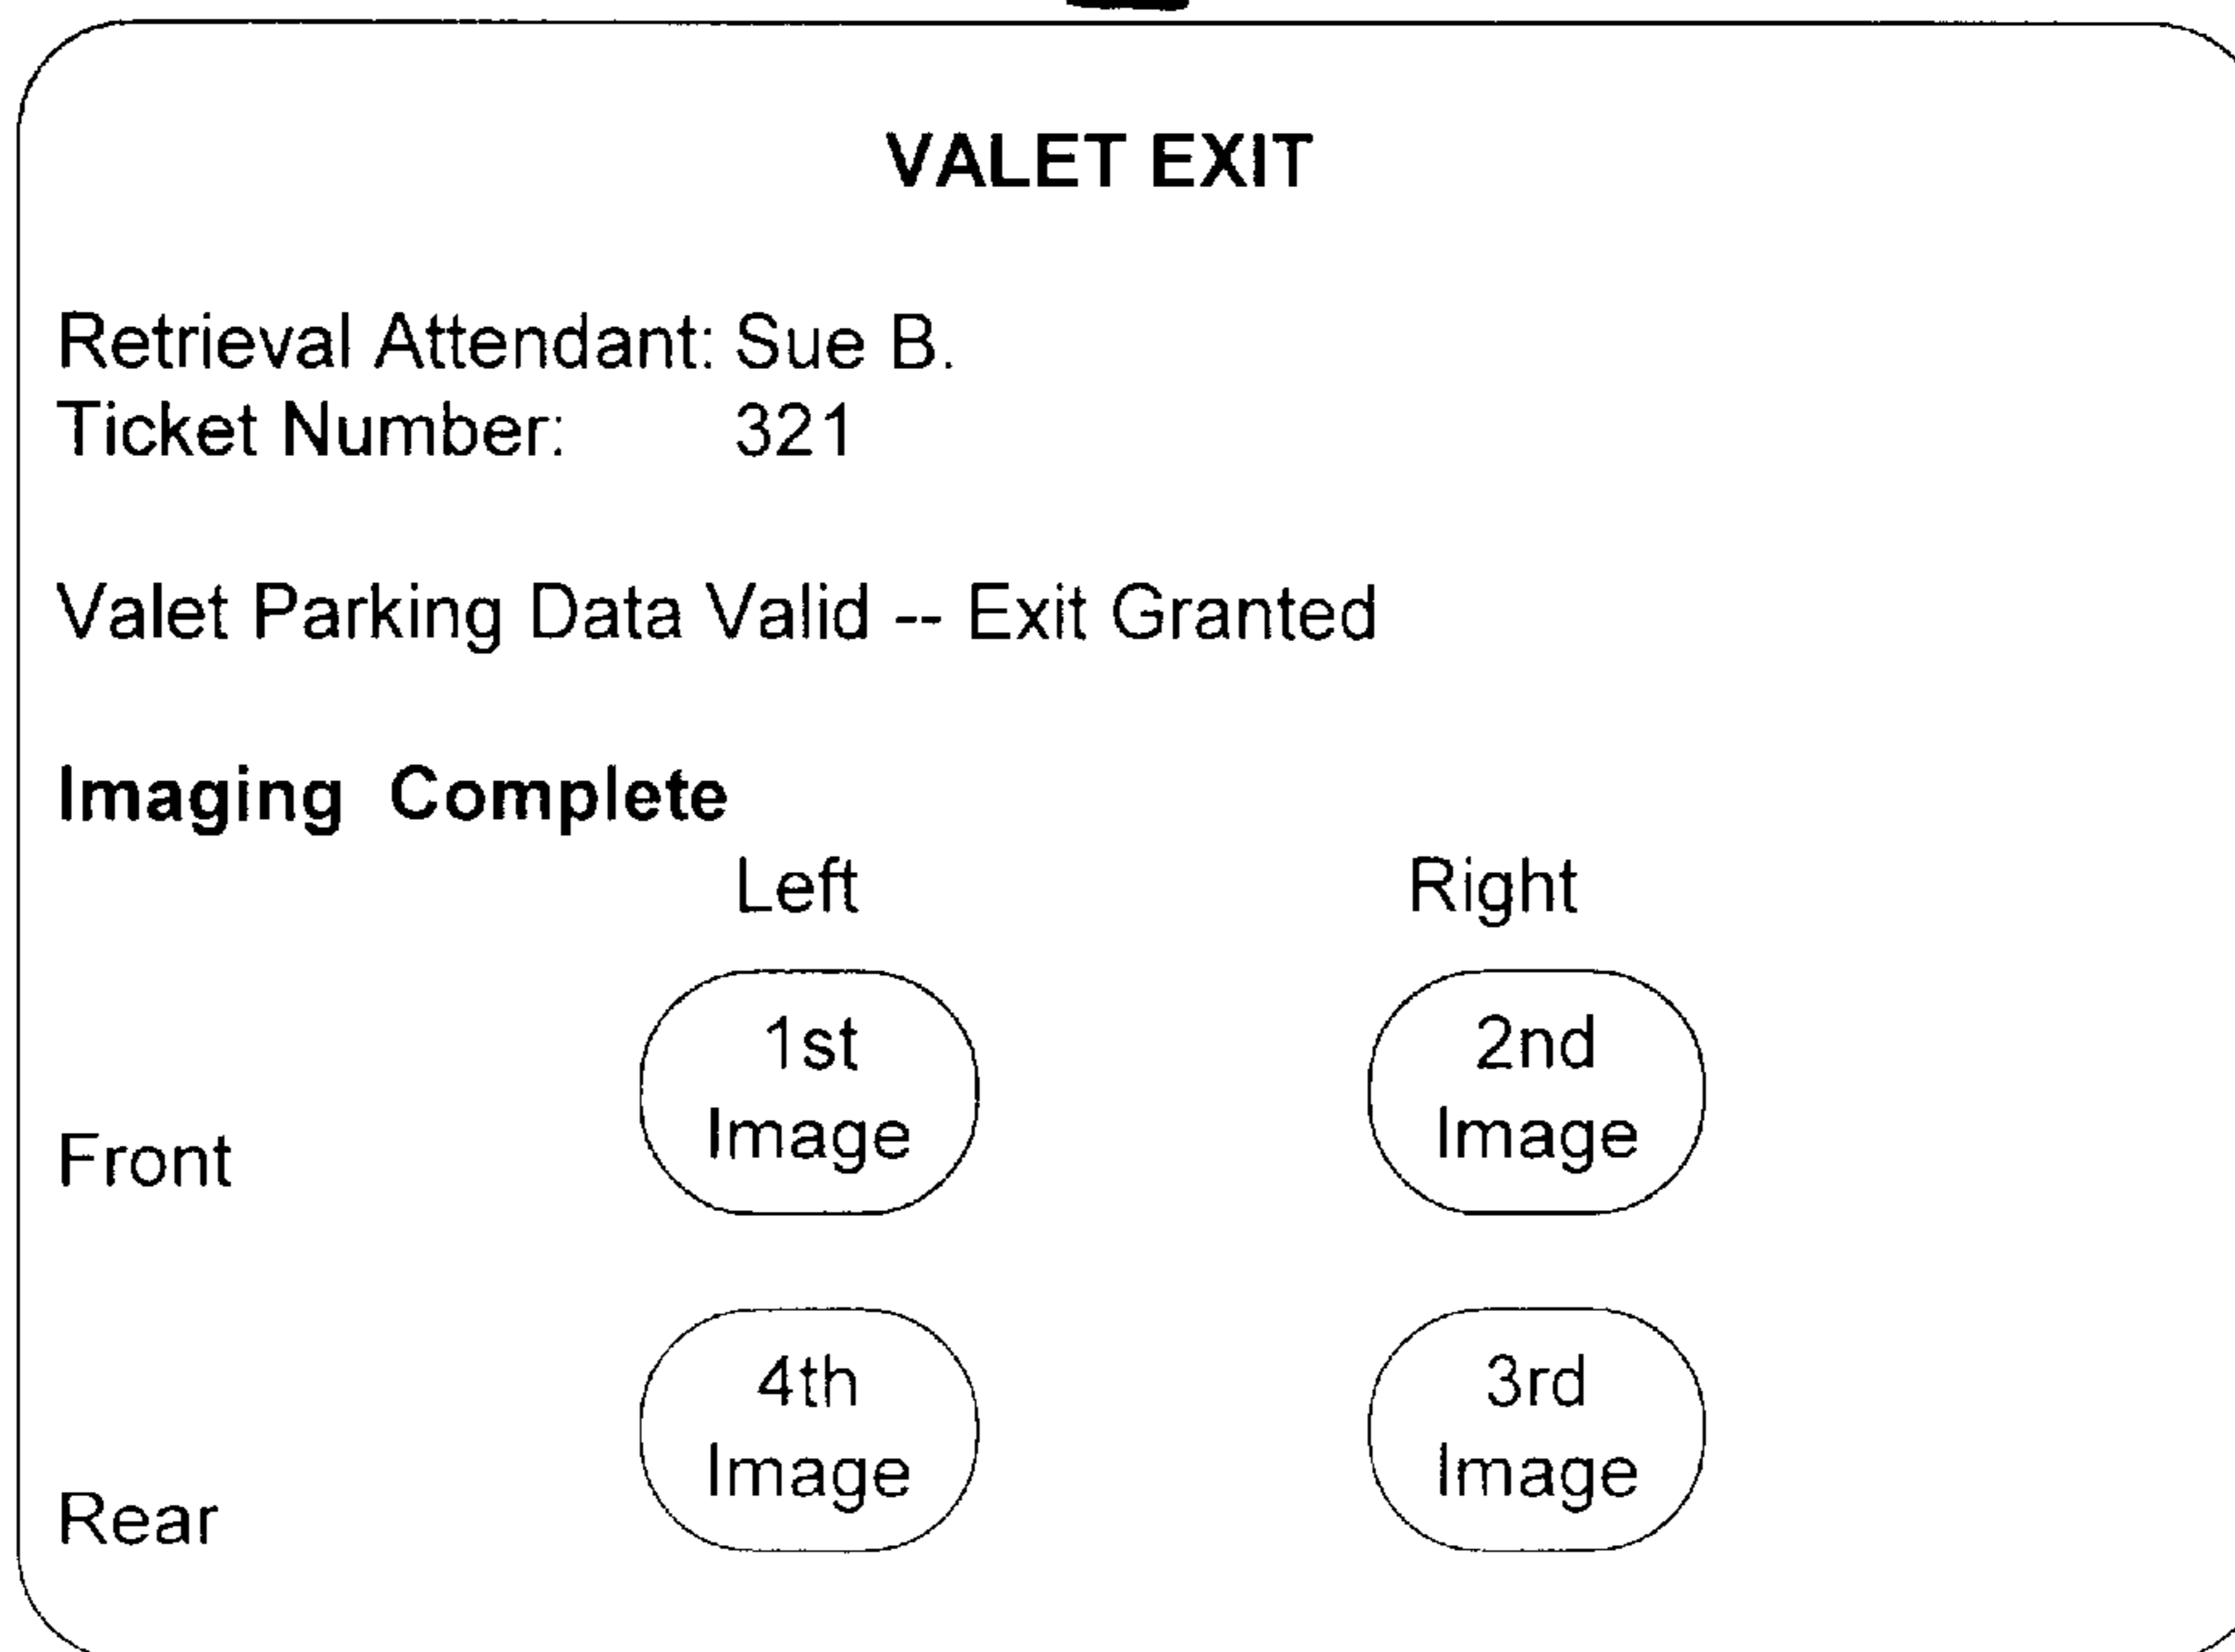 VALET EXIT
Retrieval Attendant: Sue B.
Ticket Number: 321
Valet Parking Data Valid -- Exit Granted
Imaging Complete
Left Right
1st 2nd
Image Image
Front
4th 3rd
Image Image
Rear